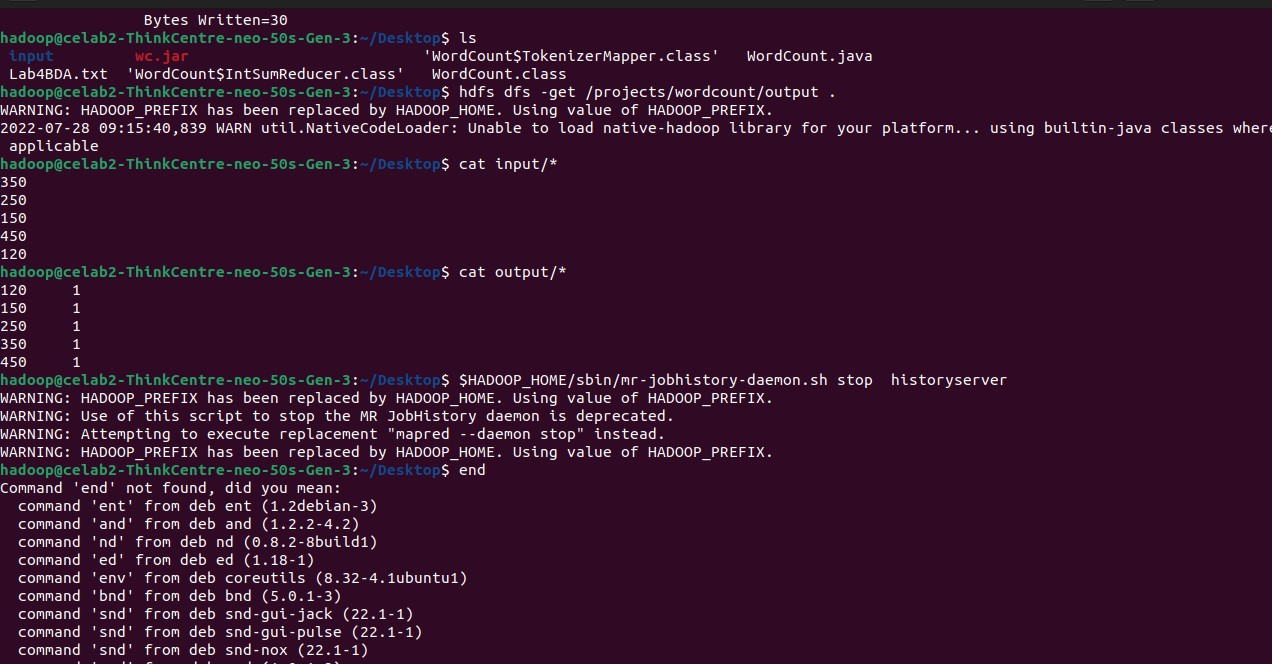 Bytes Written=30
hadoop@celab2-ThinkCentre-neo-50s-Gen-3:~/Desktop$ ls
input wc.jar 'WordCount$TokenizerMapper.class' WordCount.java
Lab4BDA.txt 'WordCount$IntSumReducer.class' WordCount.class
hadoop@celab2-ThinkCentre-neo-50s-Gen-3:~/Desktop$ hdfs dfs -get /projects/wordcount/output .
WARNING: HADOOP_PREFIX has been replaced by HADOOP_HOME. Using value of HADOOP_PREFIX.
2022-07-28 09:15:40,839 WARN util.NativeCodeLoader: Unable to load native-hadoop library for your platform... using builtin-java classes where
applicable
hadoop@celab2-ThinkCentre-neo-50s-Gen-3:~/Desktop$ cat input/*
350
250
150
450
120
hadoop@celab2-ThinkCentre-neo-50s-Gen-3:~/Desktop$ cat output/*
120 1
150 1
250 1
350 1
450 1
hadoop@celab2-ThinkCentre-neo-50s-Gen-3:~/Desktop$ $HADOOP_HOME/sbin/mr-jobhistory-daemon.sh stop  historyserver
WARNING: HADOOP_PREFIX has been replaced by HADOOP_HOME. Using value of HADOOP_PREFIX.
WARNING: Use of this script to stop the MR JobHistory daemon is deprecated.
WARNING: Attempting to execute replacement "mapred --daemon stop" instead.
WARNING: HADOOP_PREFIX has been replaced by HADOOP_HOME. Using value of HADOOP_PREFIX.
hadoop@celab2-ThinkCentre-neo-50s-Gen-3:~/Desktop$ end
Command 'end' not found, did you mean:
command 'ent' from deb ent (1.2debian-3)
command 'and' from deb and (1.2.2-4.2)
command 'nd' from deb nd (0.8.2-8build1)
command 'ed' from deb ed (1.18-1)
command 'env' from deb coreutils (8.32-4.1ubuntu1)
command 'bnd' from deb bnd (5.0.1-3)
command 'snd' from deb snd-gui-jack (22.1-1)
command 'snd' from deb snd-gui-pulse (22.1-1)
command 'snd' from deb snd-nox (22.1-1)